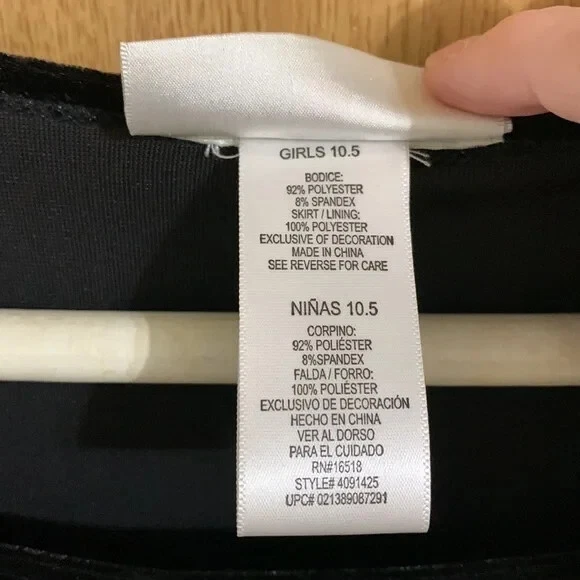 GIRLS 10.5
BODICE:
92% POLYESTER
8% SPANDEX
SKIRT / LINING:
100% POLYESTER
EXCLUSIVE OF DECORATION
MADE IN CHINA
SEE REVERSE FOR CARE
NIÑAS 10.5
CORPINO:
92% POLIÉSTER
8%SPANDEX
FALDA / FORRO:
100% POLIÉSTER
EXCLUSIVO DE DECORACIÓN
HECHO EN CHINA
VER AL DORSO
PARA EL CUIDADO
RN#16518
STYLE# 4091425
UPC# 021389087291